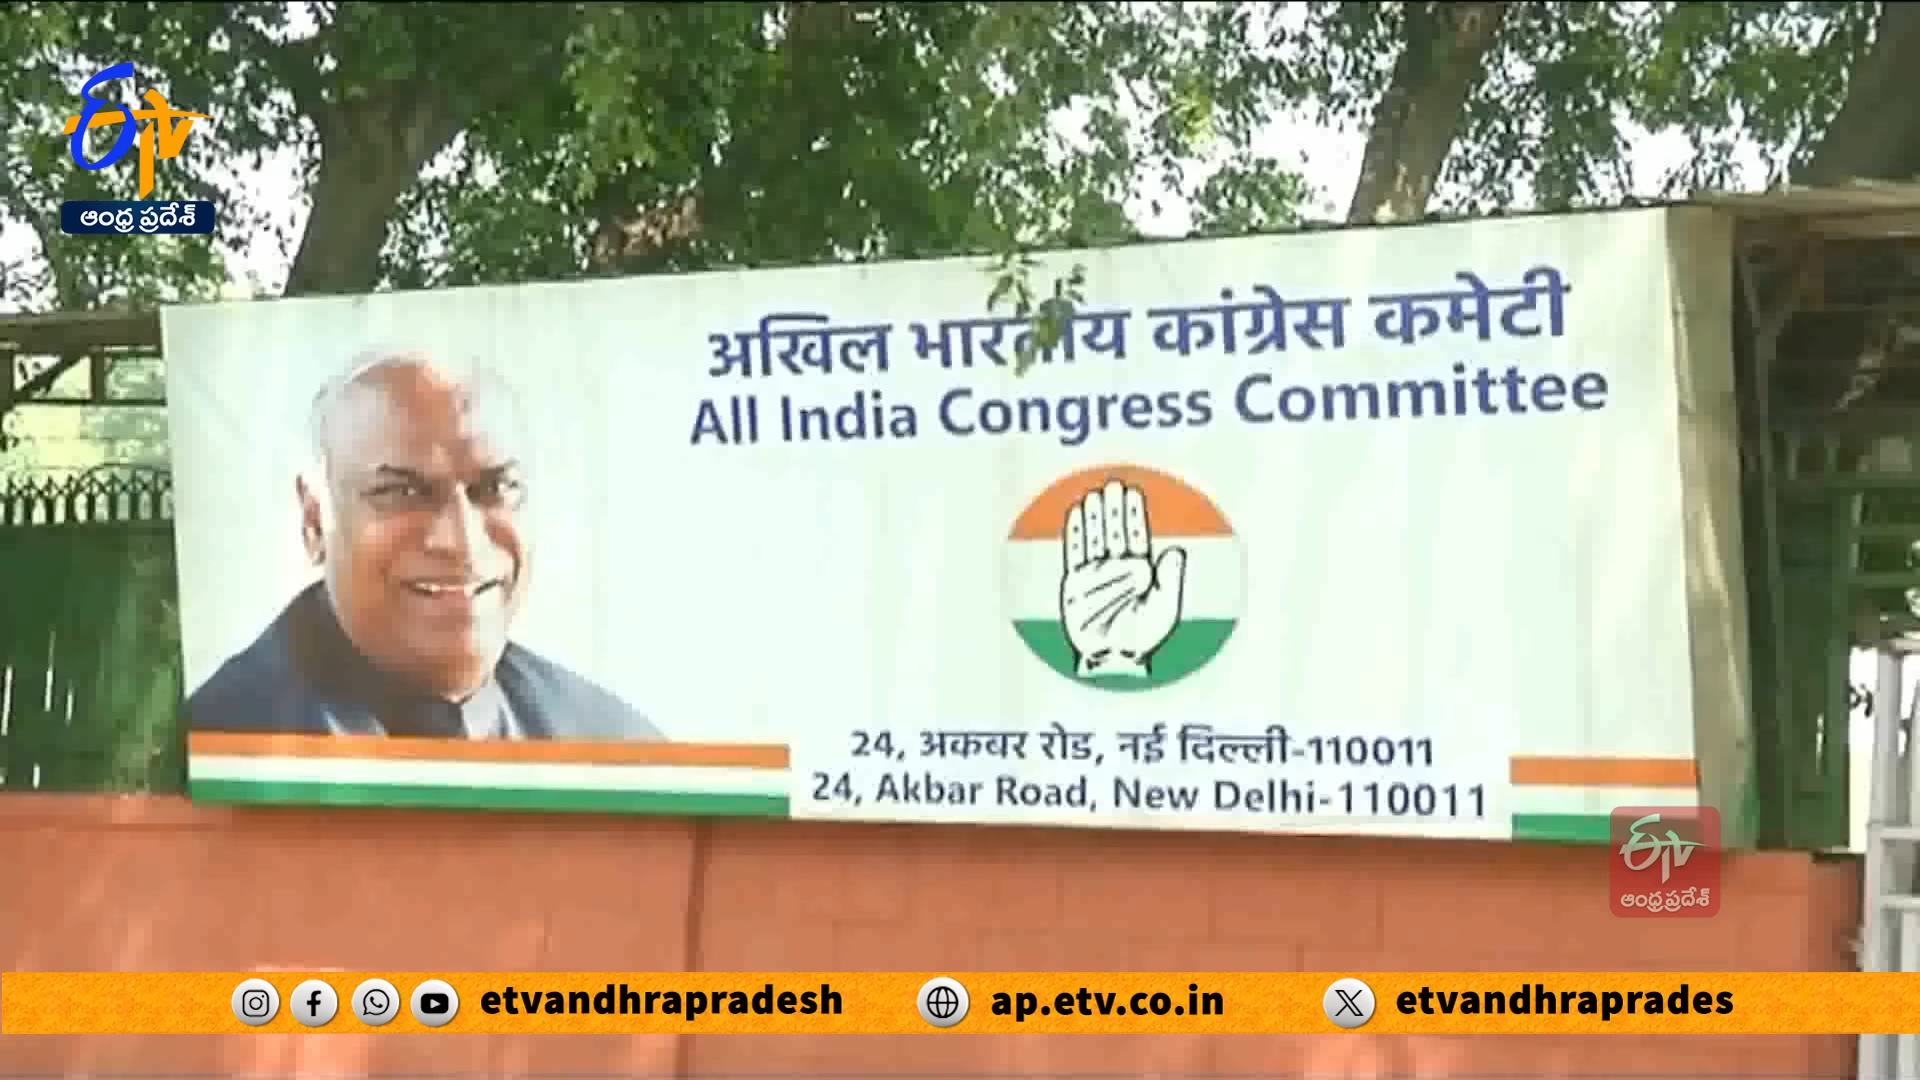 ETV
ఆంధ్ర ప్రదేశ్
अखिल भारतीय कांग्रेस कमेटी
All India Congress Committee
24, अकबर रोड, नई दिल्ली-110011
24, Akbar Road, New Delhi-110011
ETV
ఆంధ్రప్రదేశ్
etvandhrapradesh
ap.etv.co.in
etvandhraprades